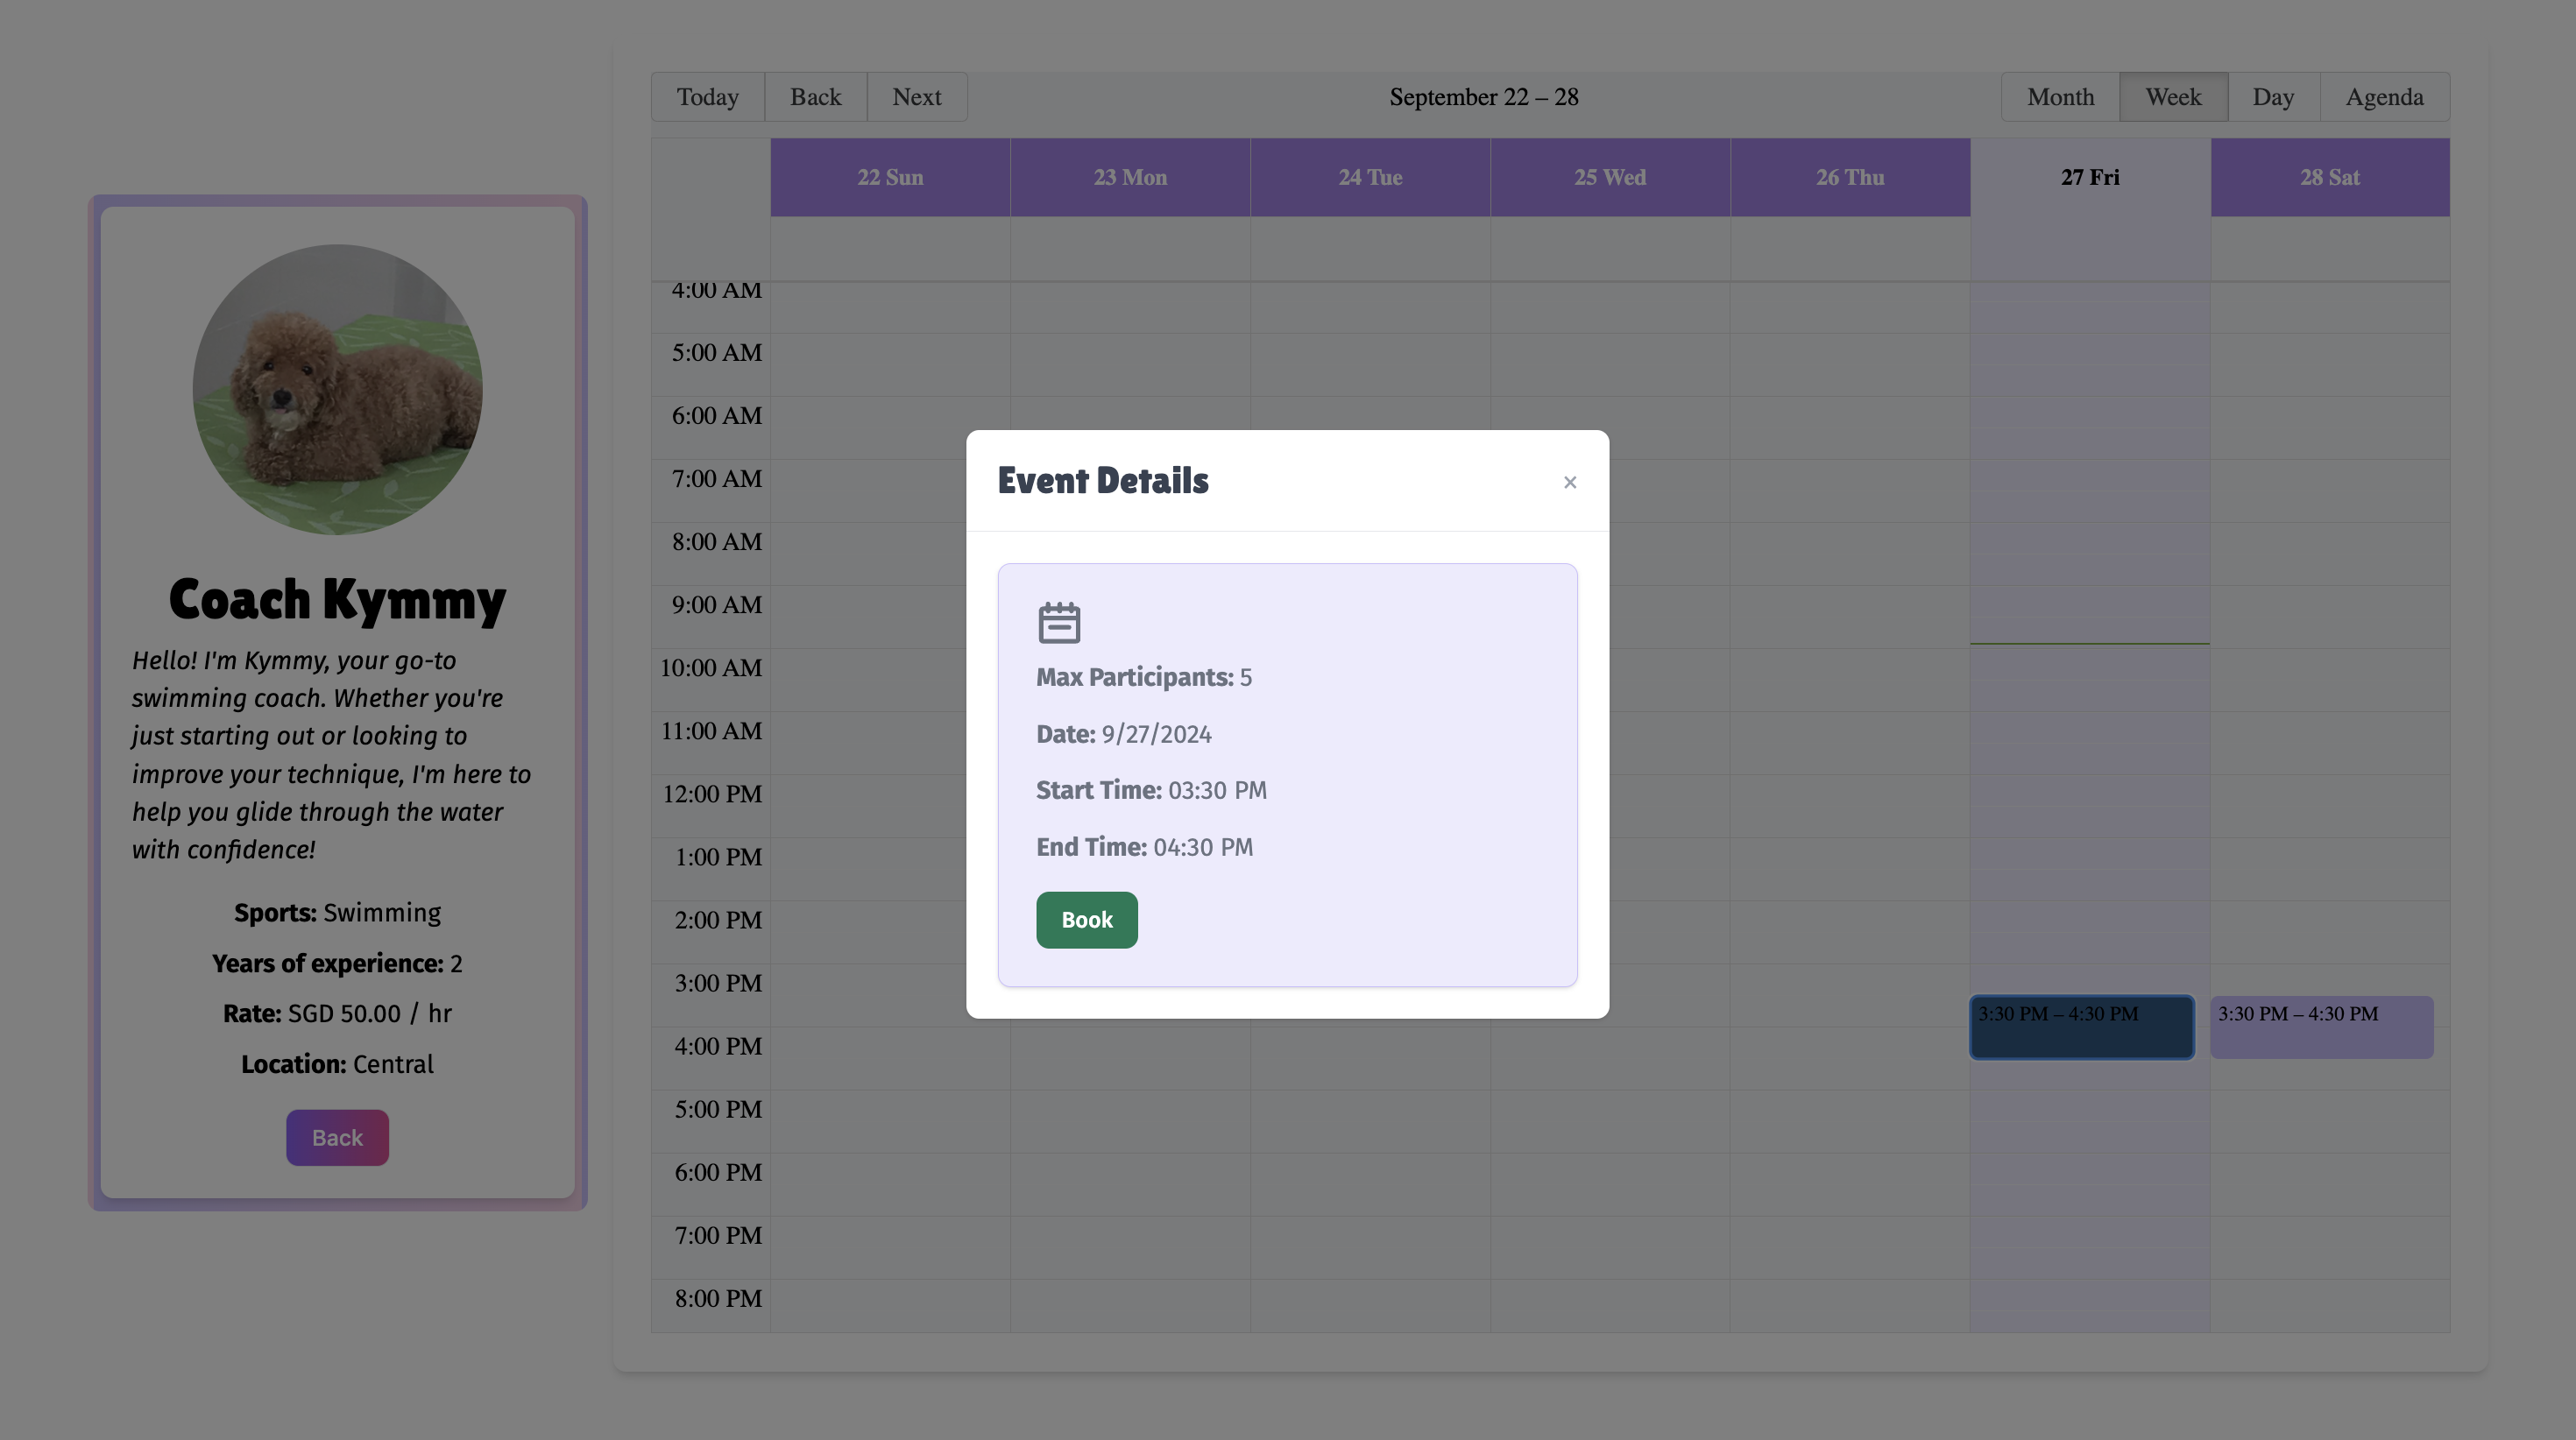 Today Back Next September 22 – 28 Month Week Day Agenda
22 Sun 23 Mon 24 Tue 25 Wed 26 Thu 27 Fri 28 Sat
Coach Kymmy
Hello! I'm Kymmy, your go-to
swimming coach. Whether you're
just starting out or looking to
improve your technique, I'm here to
help you glide through the water
with confidence!
Sports: Swimming
Years of experience: 2
Rate: SGD 50.00 / hr
Location: Central
Back
4:00 AM
5:00 AM
6:00 AM
7:00 AM
8:00 AM
9:00 AM
10:00 AM
11:00 AM
12:00 PM
1:00 PM
2:00 PM
3:00 PM
4:00 PM
5:00 PM
6:00 PM
7:00 PM
8:00 PM
3:30 PM – 4:30 PM 3:30 PM – 4:30 PM
Event Details ×
Max Participants: 5
Date: 9/27/2024
Start Time: 03:30 PM
End Time: 04:30 PM
Book